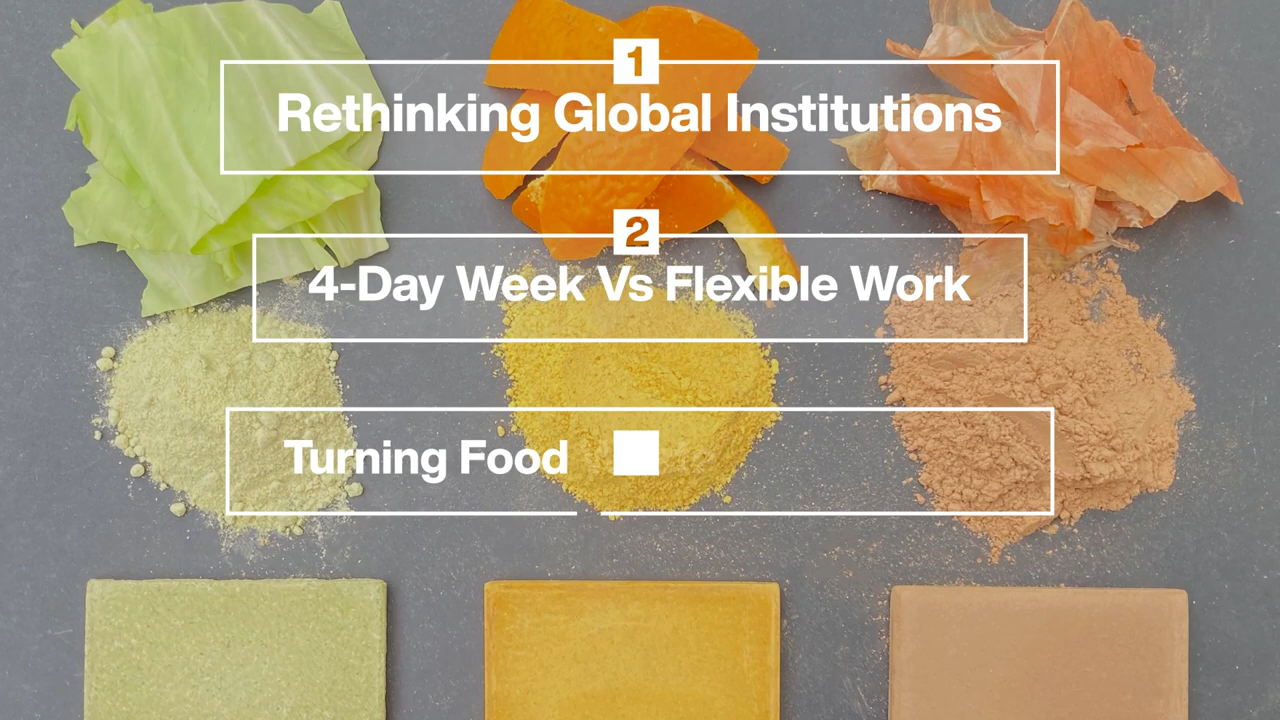 1
Rethinking Global Institutions
2
4-Day Week Vs Flexible Work
Turning Food